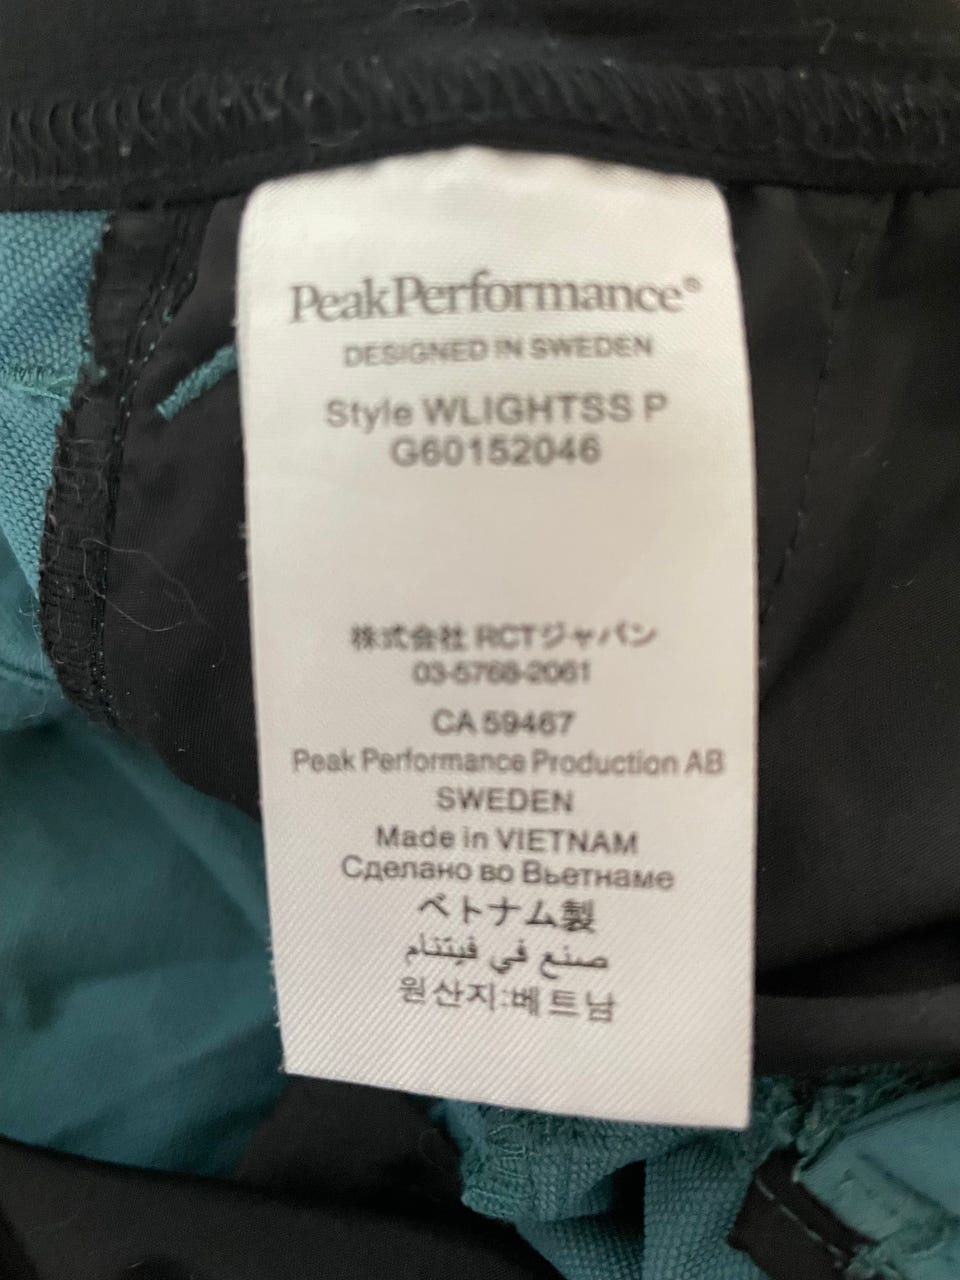 PeakPerformance®
DESIGNED IN SWEDEN
Style WLIGHTSS P
G60152046
株式会社 RCTジャパン
03-5768-2061
CA 59467
Peak Performance Production AB
SWEDEN
Made in VIETNAM
Сделано во Вьетнаме
ベトナム製
صنع في فيتنام
원산지:베트남